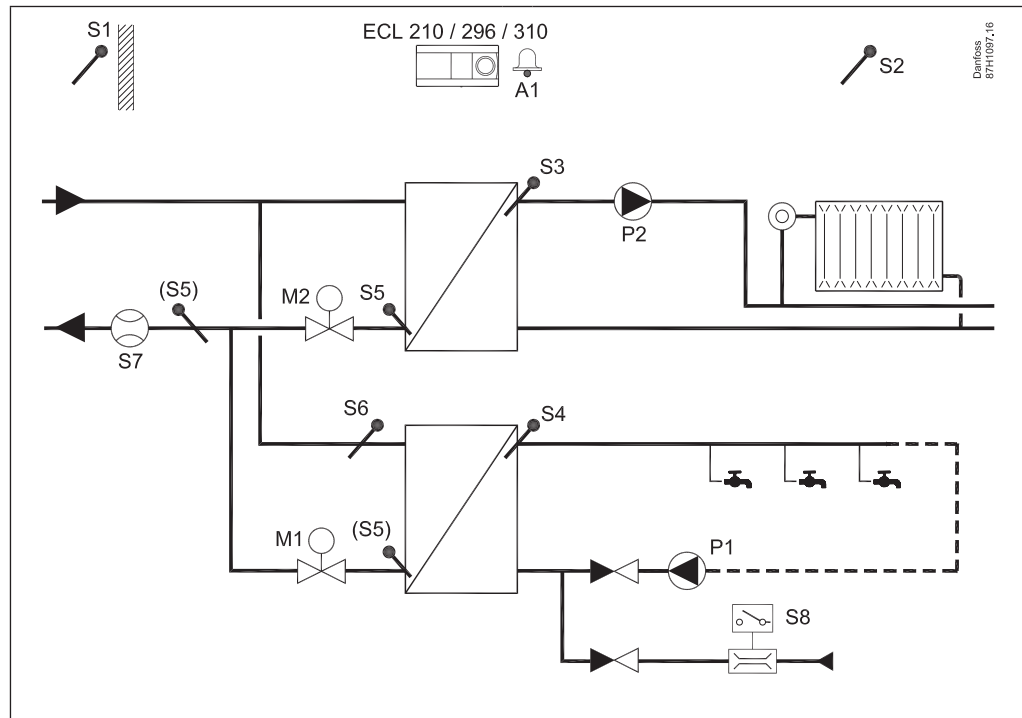 S1
ECL 210 / 296 / 310
A1
S2
Danfoss
87H1097.16
S3
P2
(S5)
M2
S5
S7
S6
S4
M1
(S5)
P1
S8